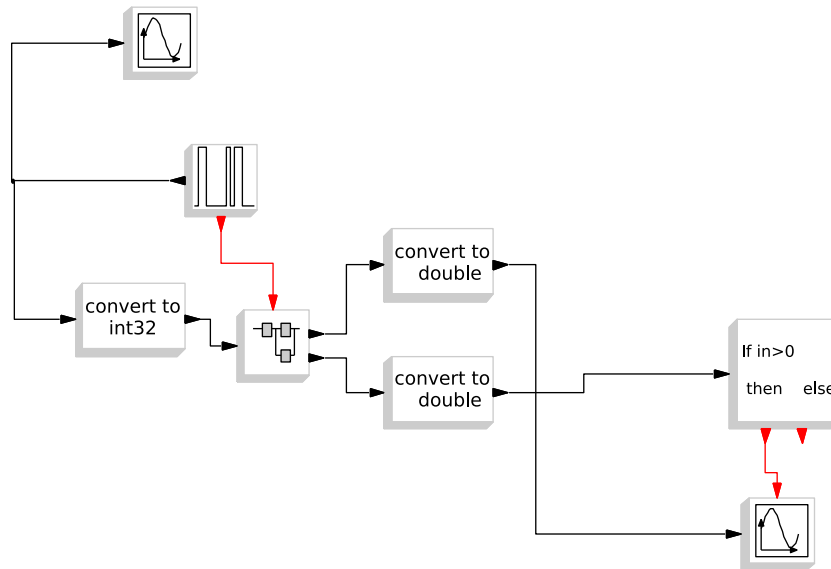 convert to
double
convert to
int32
If in>0
convert to
double
then else